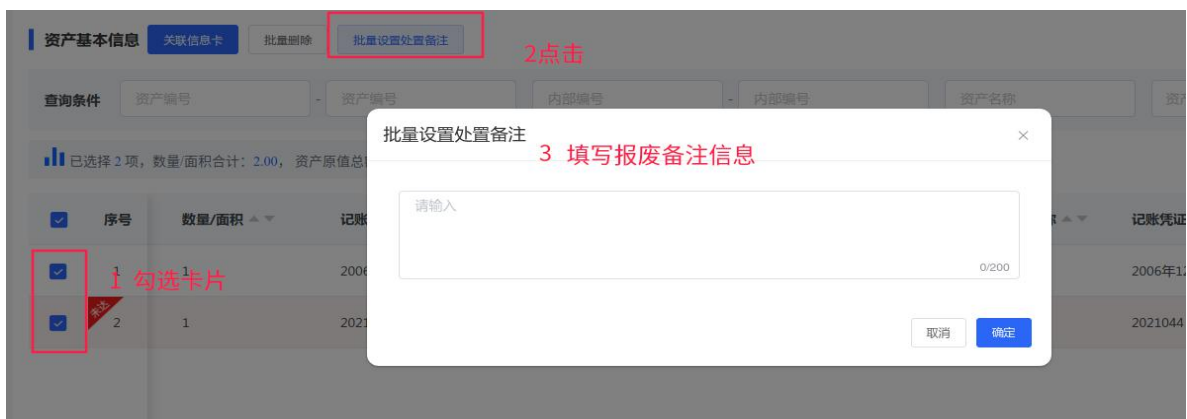 资产基本信息 关联信息卡 批量删除 批量设置处置备注
2点击
查询条件 资产编号 - 资产编号 内部编号 - 内部编号 资产名称
批量设置处置备注
3 填写报废备注信息
已选择 2 项，数量/面积合计：2.00， 资产原值总
请输入
0/200
序号 数量/面积 记账 记账凭证
1 1 2006 2006年12
1 勾选卡片
未达
2 1 2021 2021044
取消 确定